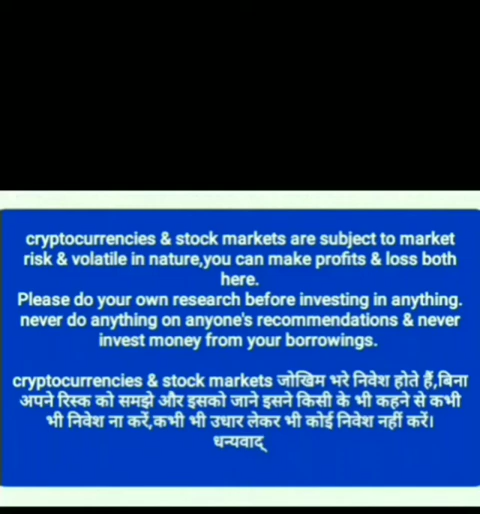 cryptocurrencies & stock markets are subject to market
risk & volatile in nature,you can make profits & loss both
here.
Please do your own research before investing in anything.
never do anything on anyone's recommendations & never
invest money from your borrowings.
cryptocurrencies & stock markets जोखिम भरे निवेश होते हैं,बिना
अपने रिस्क को समझे और इसको जाने इसने किसी के भी कहने से कभी
भी निवेश ना करें,कभी भी उधार लेकर भी कोई निवेश नहीं करें।
धन्यवाद्